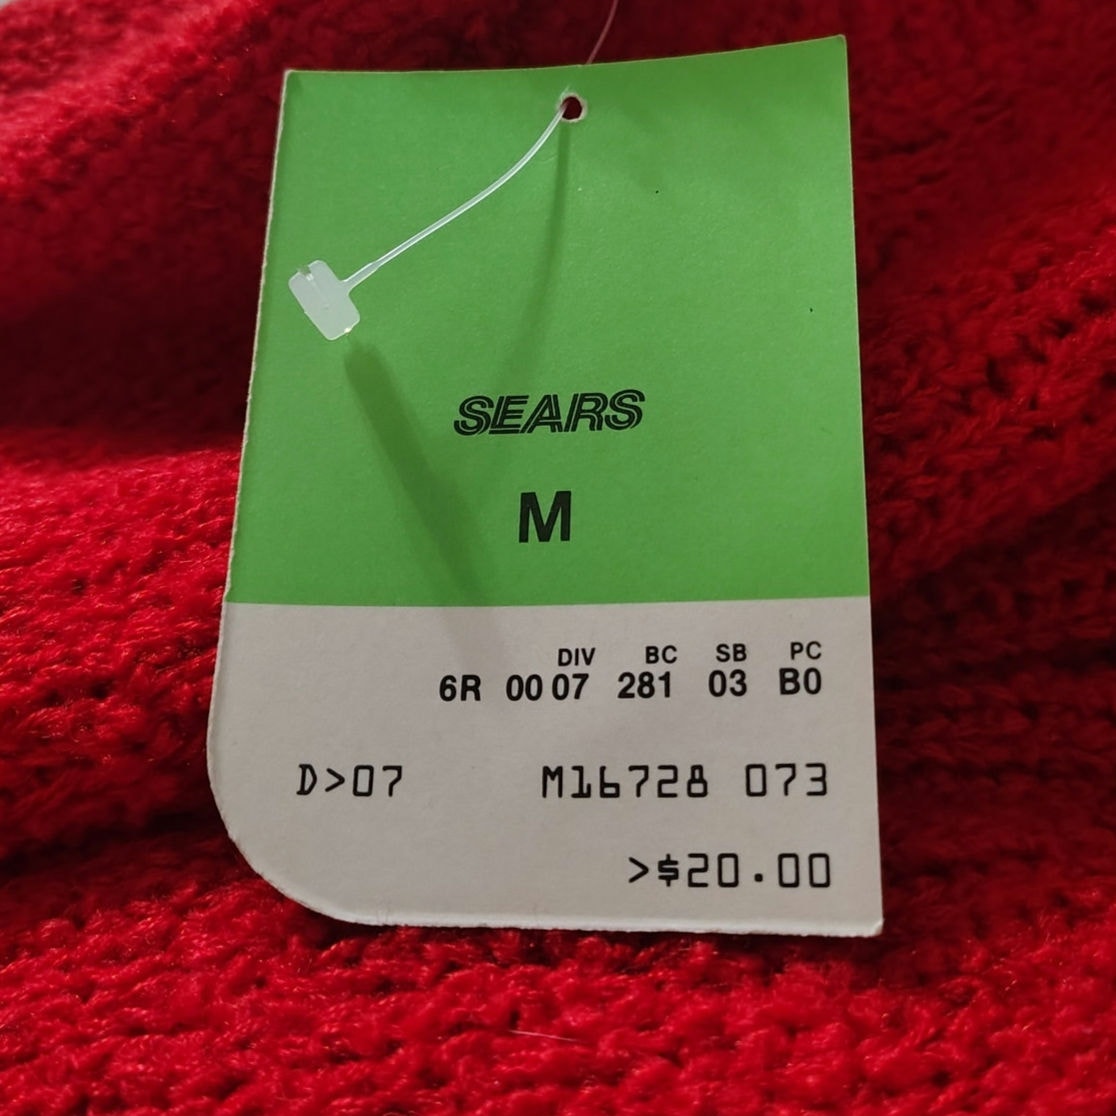 SEARS
M
DIV BC SB PC
6R 00 07 281 03 B0
D>07 M16728 073
>$20.00